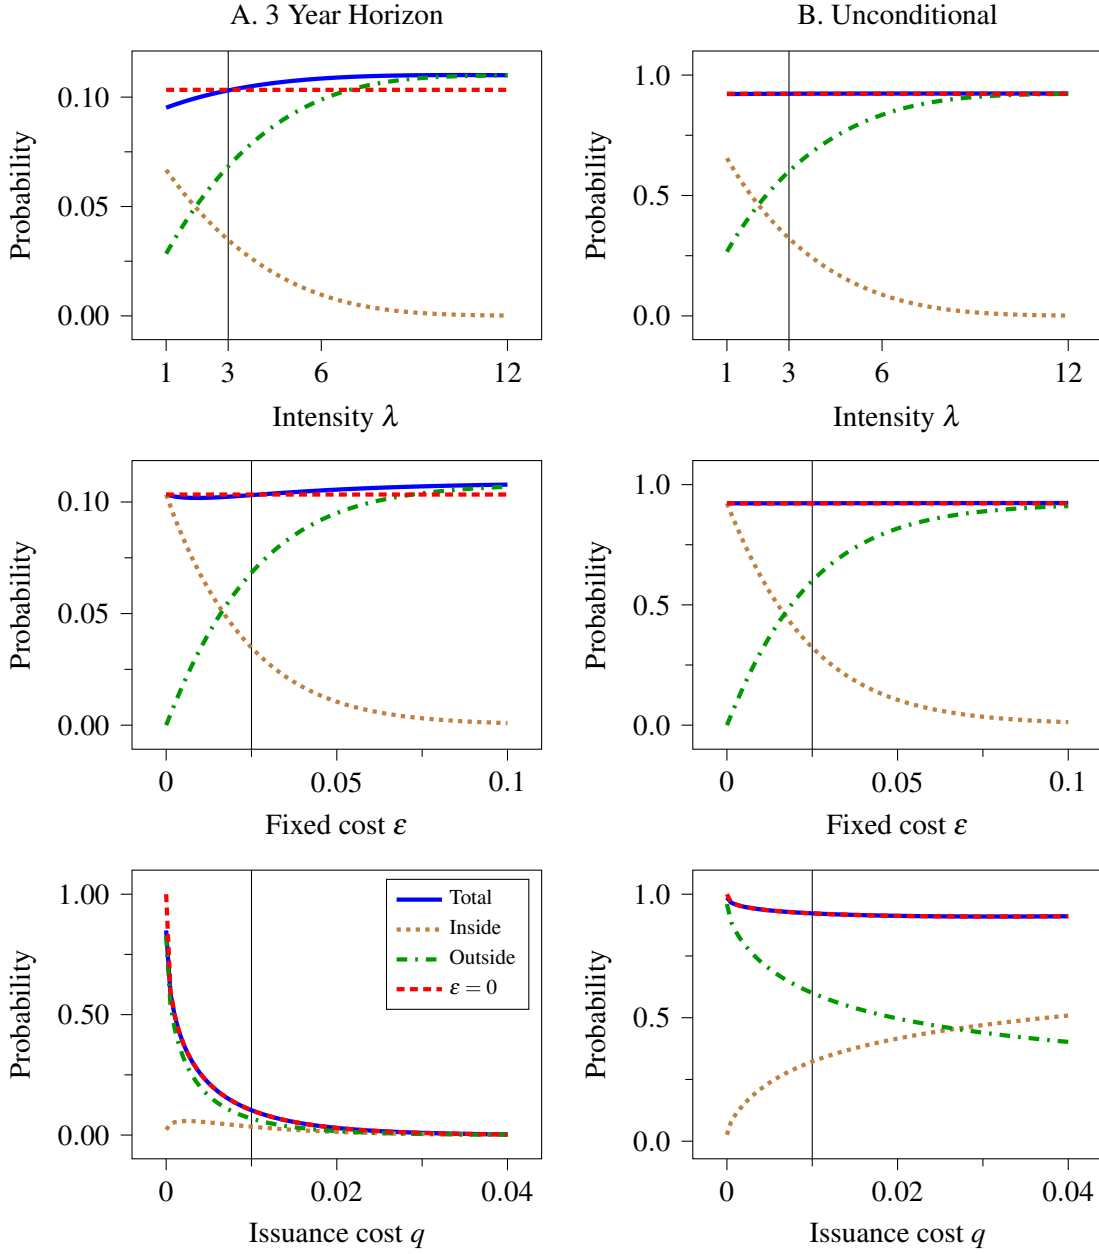 A. 3 Year Horizon
B. Unconditional
Probability
0.10
0.05
0.00
1
3
6
12
Intensity λ
Probability
1.0
0.5
0.0
1
3
6
12
Intensity λ
Probability
0.10
0.05
0.00
0
0.05
0.1
Fixed cost ε
Probability
1.0
0.5
0.0
0
0.05
0.1
Fixed cost ε
Probability
1.00
0.50
0.00
Total
Inside
Outside
ε = 0
0
0.02
0.04
Issuance cost q
Probability
1.0
0.5
0.0
0
0.02
0.04
Issuance cost q